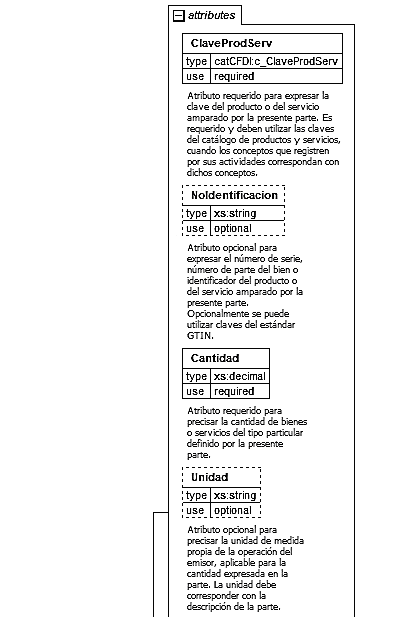 attributes
ClaveProdServ
type catCFDI:c_ClaveProdServ
use required
Atributo requerido para expresar la
clave del producto o del servicio
amparado por la presente parte. Es
requerido y deben utilizar las claves
del catálogo de productos y servicios,
cuando los conceptos que registren
por sus actividades correspondan con
dichos conceptos.
NoIdentificacion
type xs:string
use optional
Atributo opcional para
expresar el número de serie,
número de parte del bien o
identificador del producto o
del servicio amparado por la
presente parte.
Opcionalmente se puede
utilizar claves del estándar
GTIN.
Cantidad
type xs:decimal
use required
Atributo requerido para
precisar la cantidad de bienes
o servicios del tipo particular
definido por la presente
parte.
Unidad
type xs:string
use optional
Atributo opcional para
precisar la unidad de medida
propia de la operación del
emisor, aplicable para la
cantidad expresada en la
parte. La unidad debe
corresponder con la
descripción de la parte.